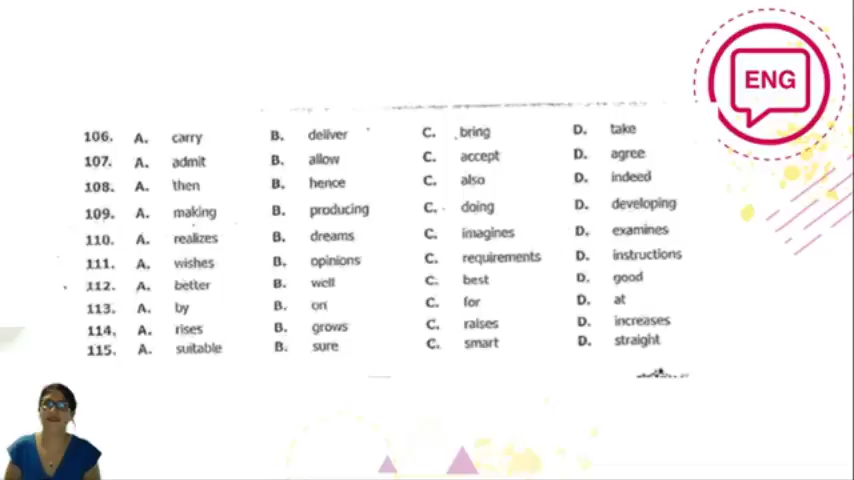 ENG
106. A. carry B. deliver C. bring D. take
107. A. admit B. allow C. accept D. agree
108. A. then B. hence C. also D. indeed
109. A. making B. producing C. doing D. developing
110. A. realizes B. dreams C. imagines D. examines
111. A. wishes B. opinions C. requirements D. instructions
112. A. better B. well C. best D. good
113. A. by B. on C. for D. at
114. A. rises B. grows C. raises D. increases
115. A. suitable B. sure C. smart D. straight